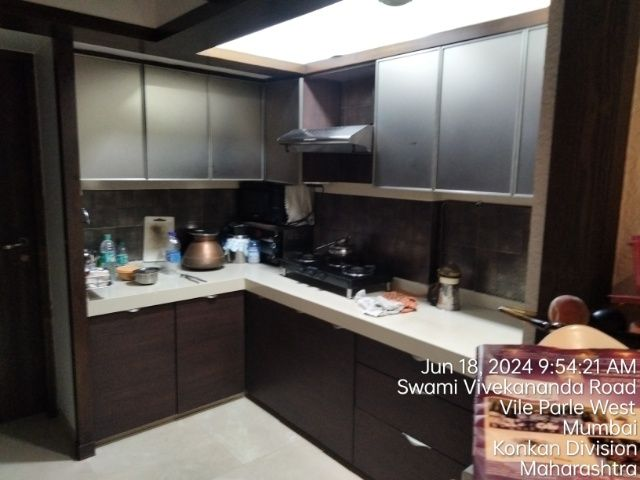 Jun 18, 2024 9:54:21 AM
Swami Vivekananda Road
Vile Parle West
Mumbai
Konkan Division
Maharashtra